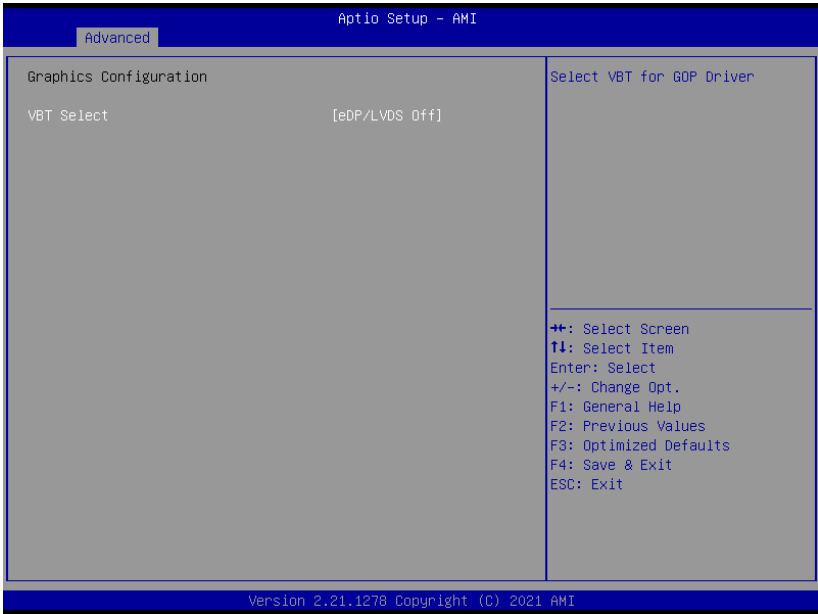 Aptio Setup – AMI
Advanced
Graphics Configuration
VBT Select [eDP/LVDS Off]
Select VBT for GOP Driver
→←: Select Screen
↑↓: Select Item
Enter: Select
+/-: Change Opt.
F1: General Help
F2: Previous Values
F3: Optimized Defaults
F4: Save & Exit
ESC: Exit
Version 2.21.1278 Copyright (C) 2021 AMI